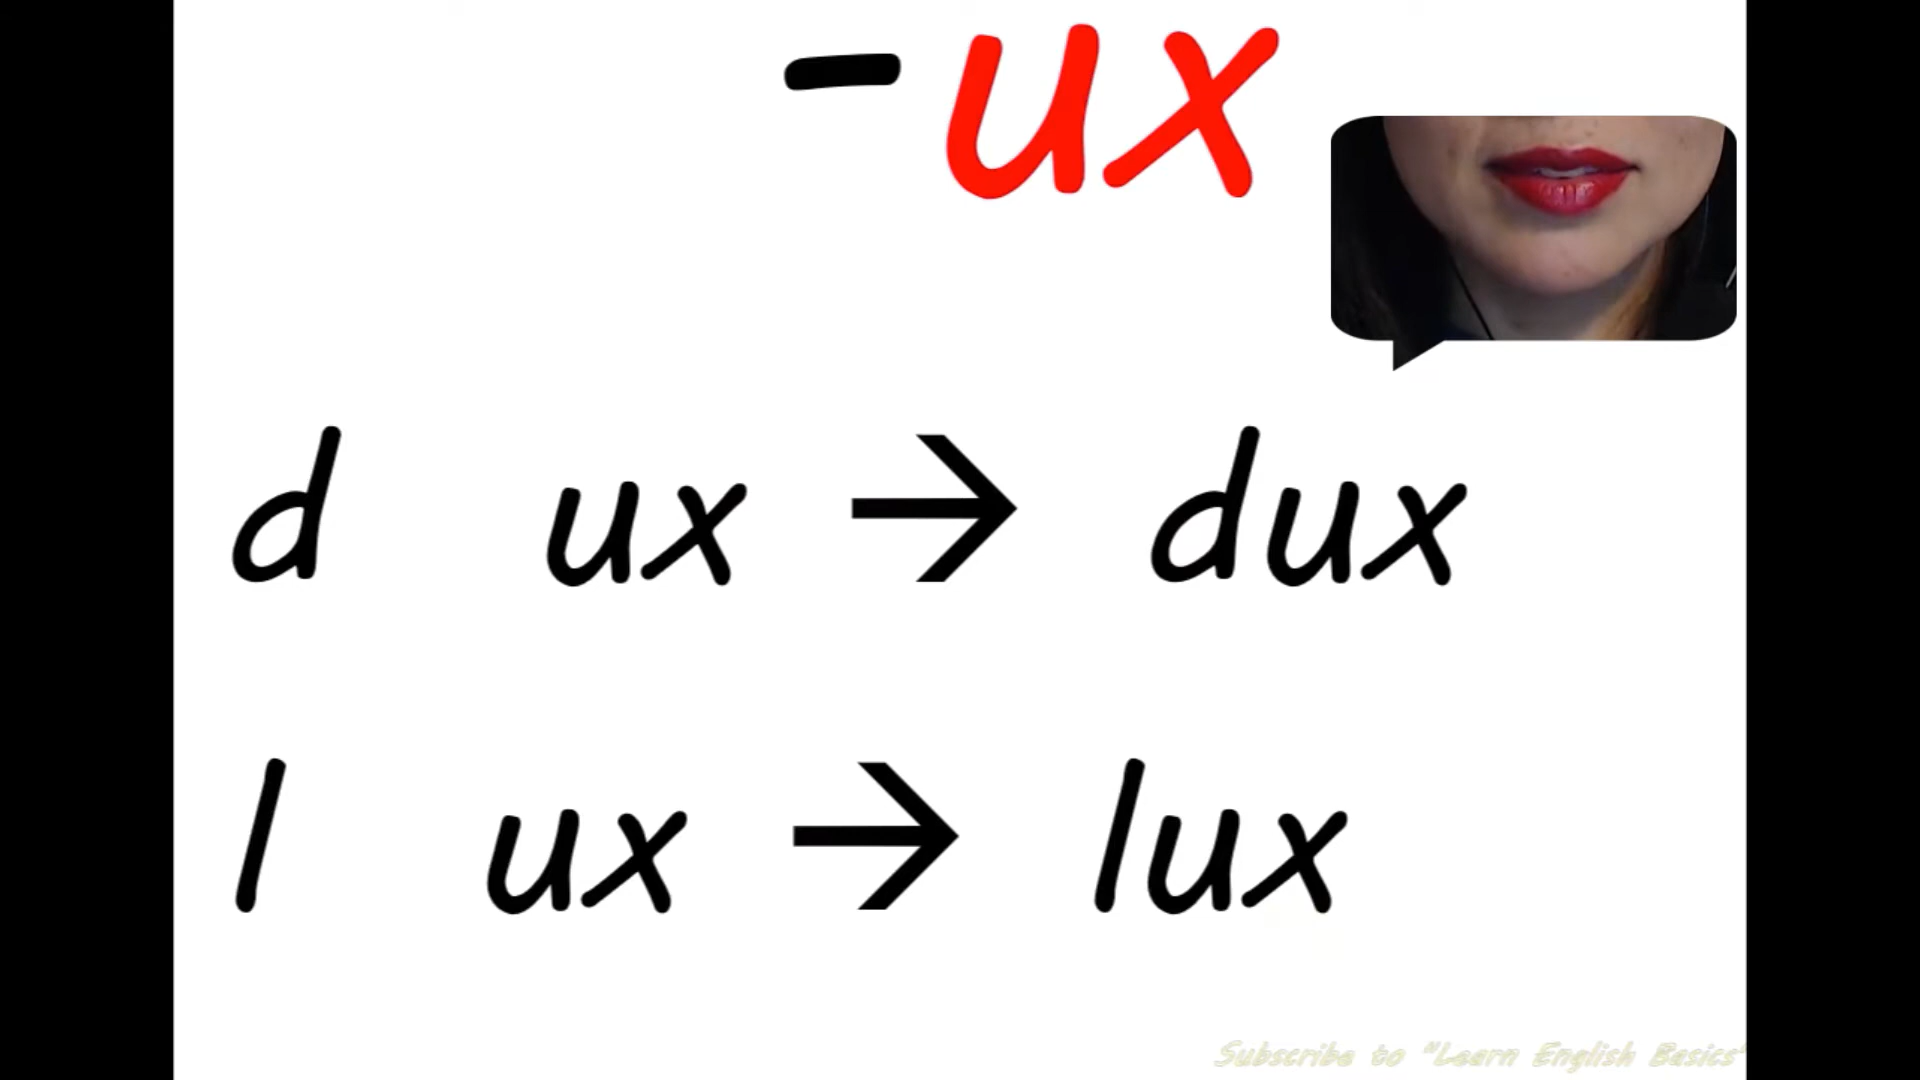 -ux
d ux → dux
l ux → lux
Subscribe to "Learn English Basics"